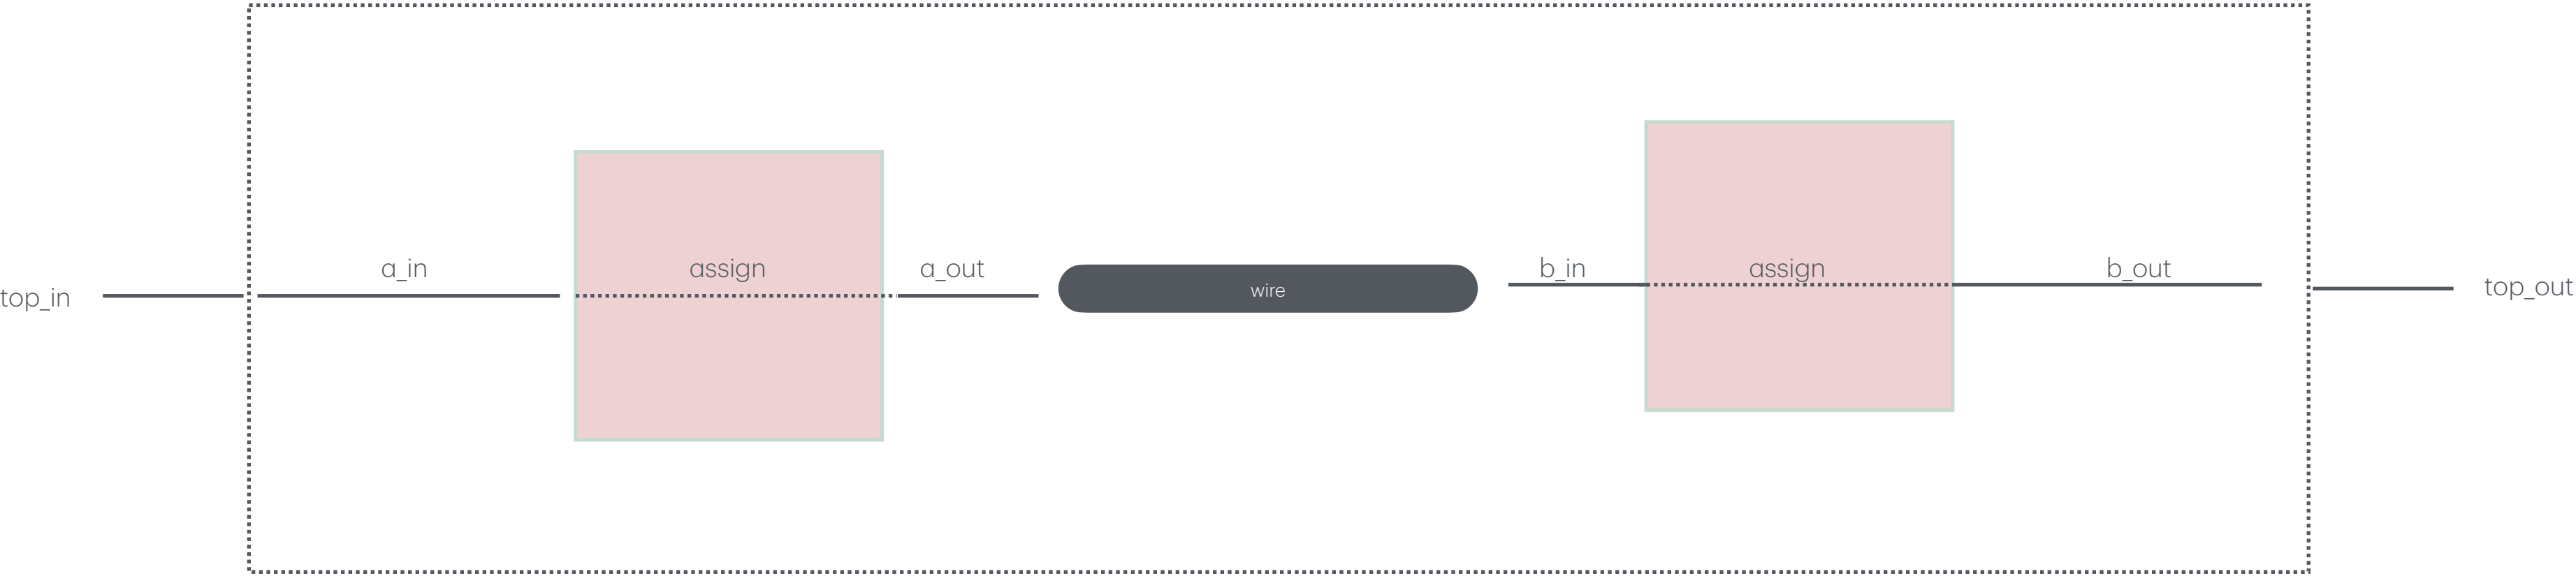 a_in
assign
a_out
b_in
assign
b_out
top_in
wire
top_out